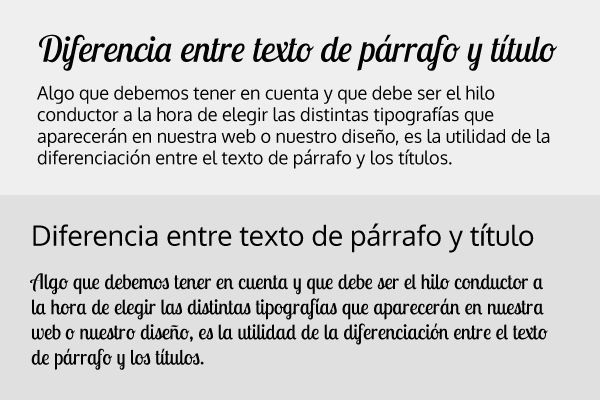 Diferencia entre texto de párrafo y título
Algo que debemos tener en cuenta y que debe ser el hilo
conductor a la hora de elegir las distintas tipografías que
aparecerán en nuestra web o nuestro diseño, es la utilidad de la
diferenciación entre el texto de párrafo y los títulos.
Diferencia entre texto de párrafo y título
Algo que debemos tener en cuenta y que debe ser el hilo conductor a
la hora de elegir las distintas tipografías que aparecerán en nuestra
web o nuestro diseño, es la utilidad de la diferenciación entre el texto
de párrafo y los títulos.